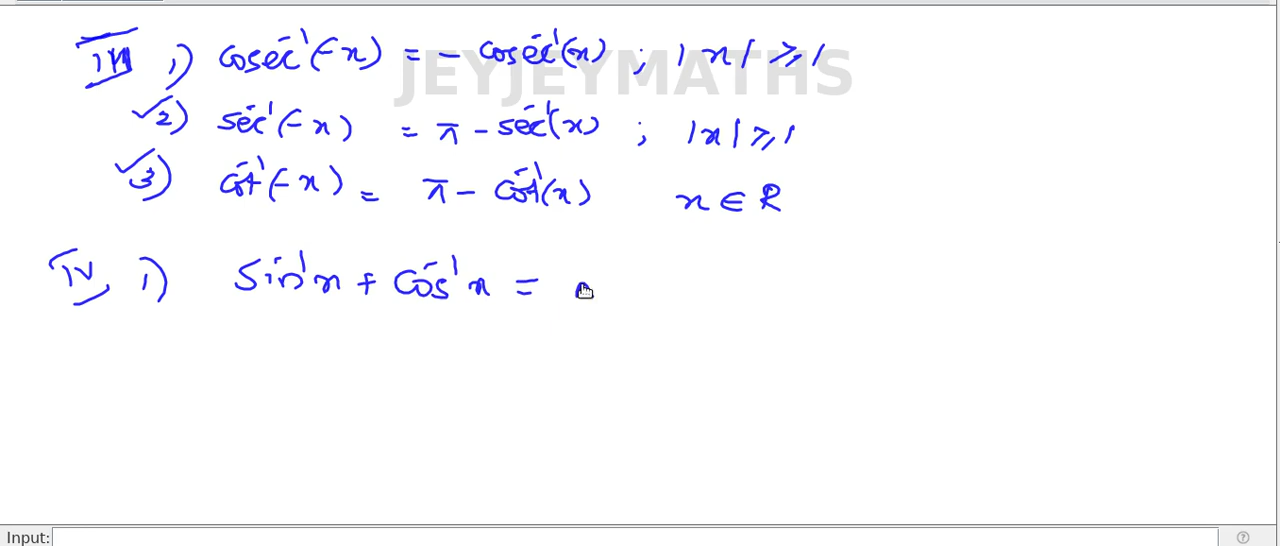 III 1) cosec⁻¹(-x) = - cosec⁻¹(x) ; |x| ≥ 1
JEYJEYMATHS
✓2) sec⁻¹(-x) = π - sec⁻¹(x) ; |x| ≥ 1
✓3) cot⁻¹(-x) = π - cot⁻¹(x) x ∈ R
IV 1) Sin⁻¹x + Cos⁻¹x =
Input: